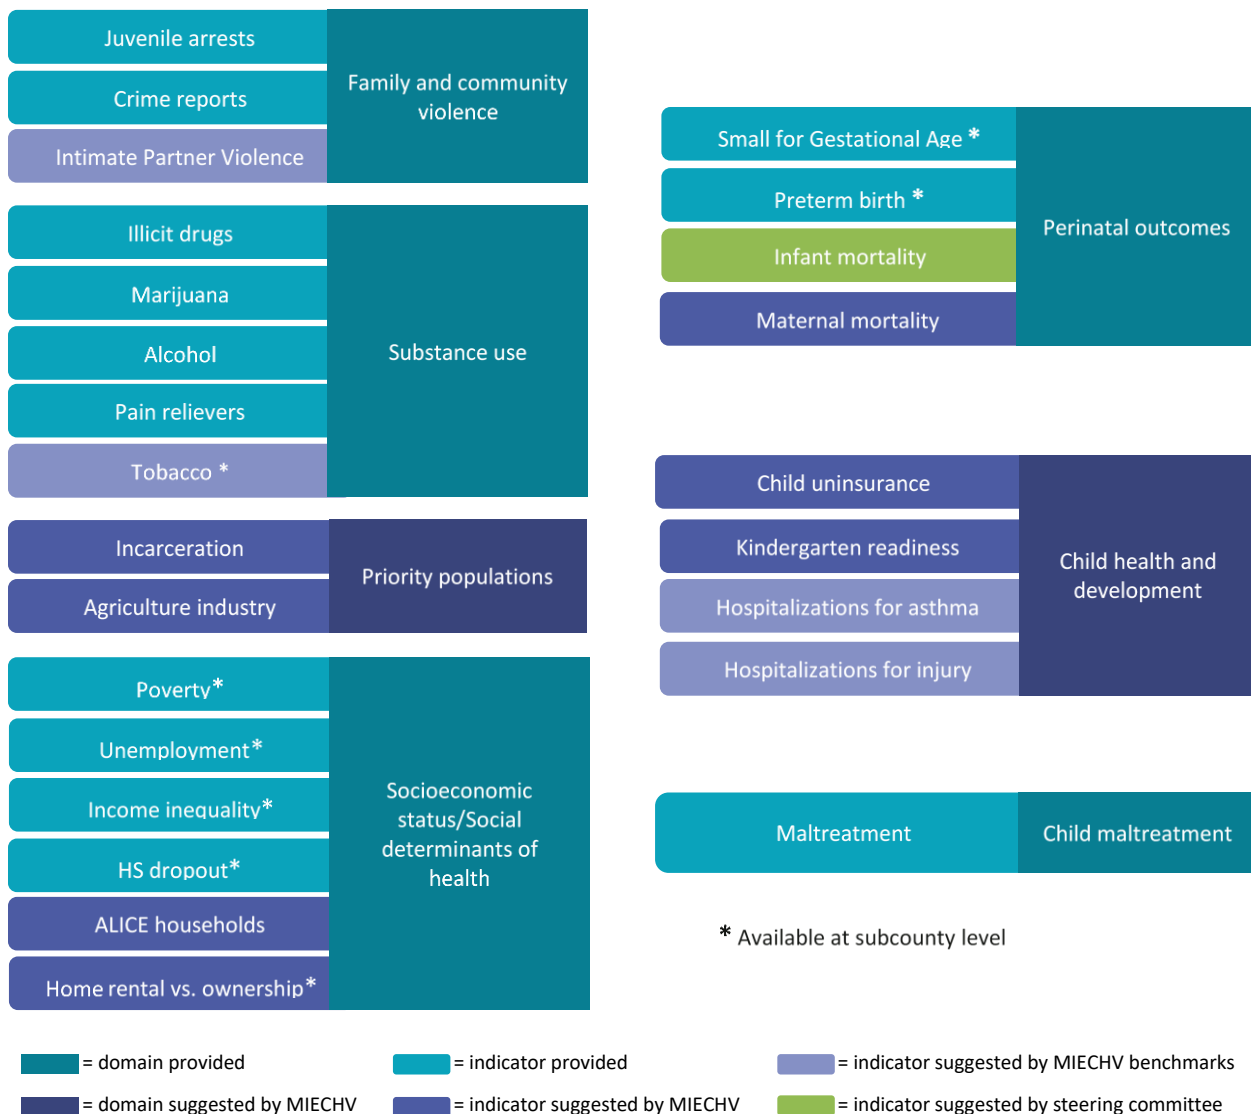 Juvenile arrests
Crime reports
Intimate Partner Violence
Family and community
violence
Illicit drugs
Marijuana
Alcohol
Pain relievers
Tobacco *
Substance use
Incarceration
Agriculture industry
Priority populations
Poverty*
Unemployment*
Income inequality*
HS dropout*
ALICE households
Home rental vs. ownership*
Socioeconomic
status/Social
determinants of
health
Small for Gestational Age *
Preterm birth *
Infant mortality
Maternal mortality
Perinatal outcomes
Child uninsurance
Kindergarten readiness
Hospitalizations for asthma
Hospitalizations for injury
Child health and
development
Maltreatment
Child maltreatment
* Available at subcounty level
= domain provided
= indicator provided
= indicator suggested by MIECHV benchmarks
= domain suggested by MIECHV
= indicator suggested by MIECHV
= indicator suggested by steering committee